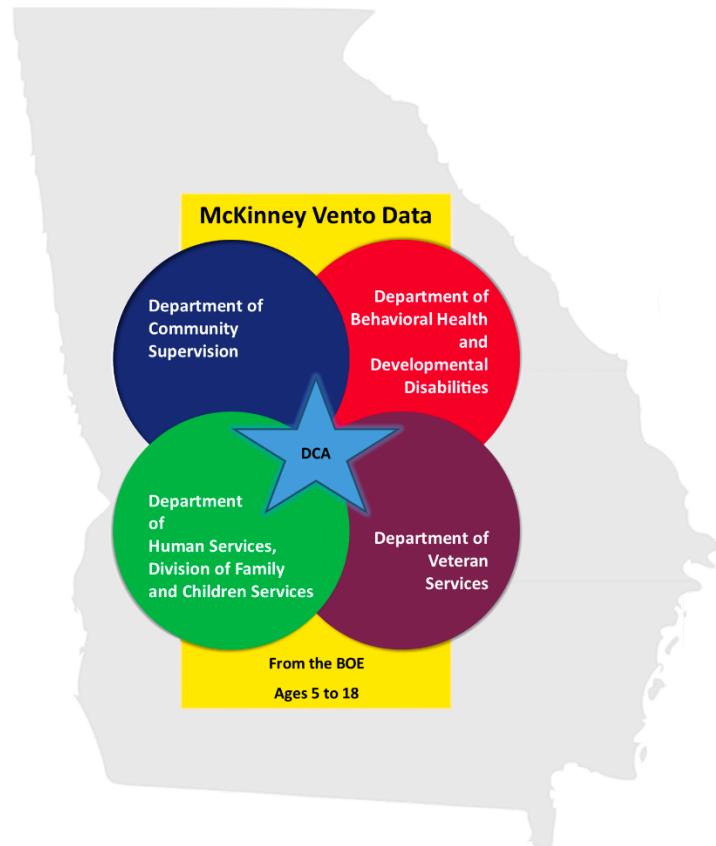 McKinney Vento Data
Department of
Community
Supervision
Department of
Behavioral Health
and
Developmental
Disabilities
DCA
Department
of
Human Services,
Division of Family
and Children Services
Department of
Veteran
Services
From the BOE
Ages 5 to 18